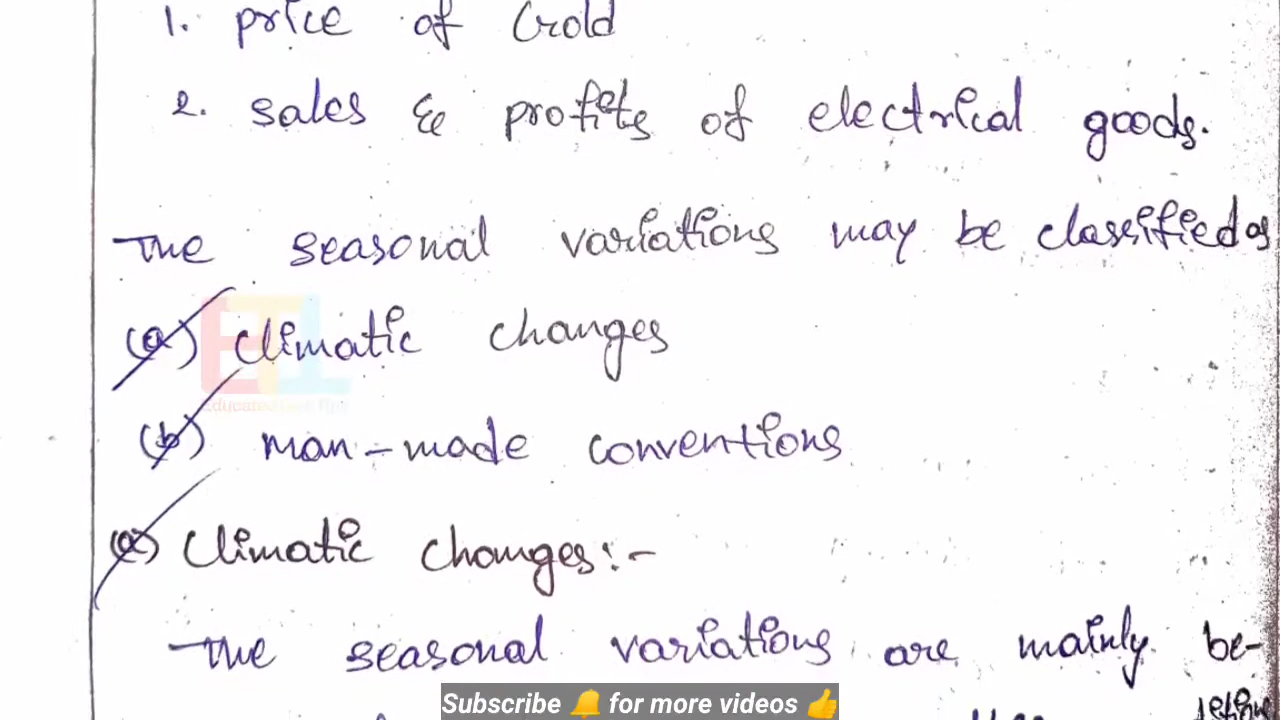 1. price of Gold
2. sales & profits of electrical goods.
The seasonal variations may be classified as
(a) climatic changes
(b) man-made conventions
(a) Climatic changes:-
The seasonal variations are mainly be-
Subscribe 🔔 for more videos 👍